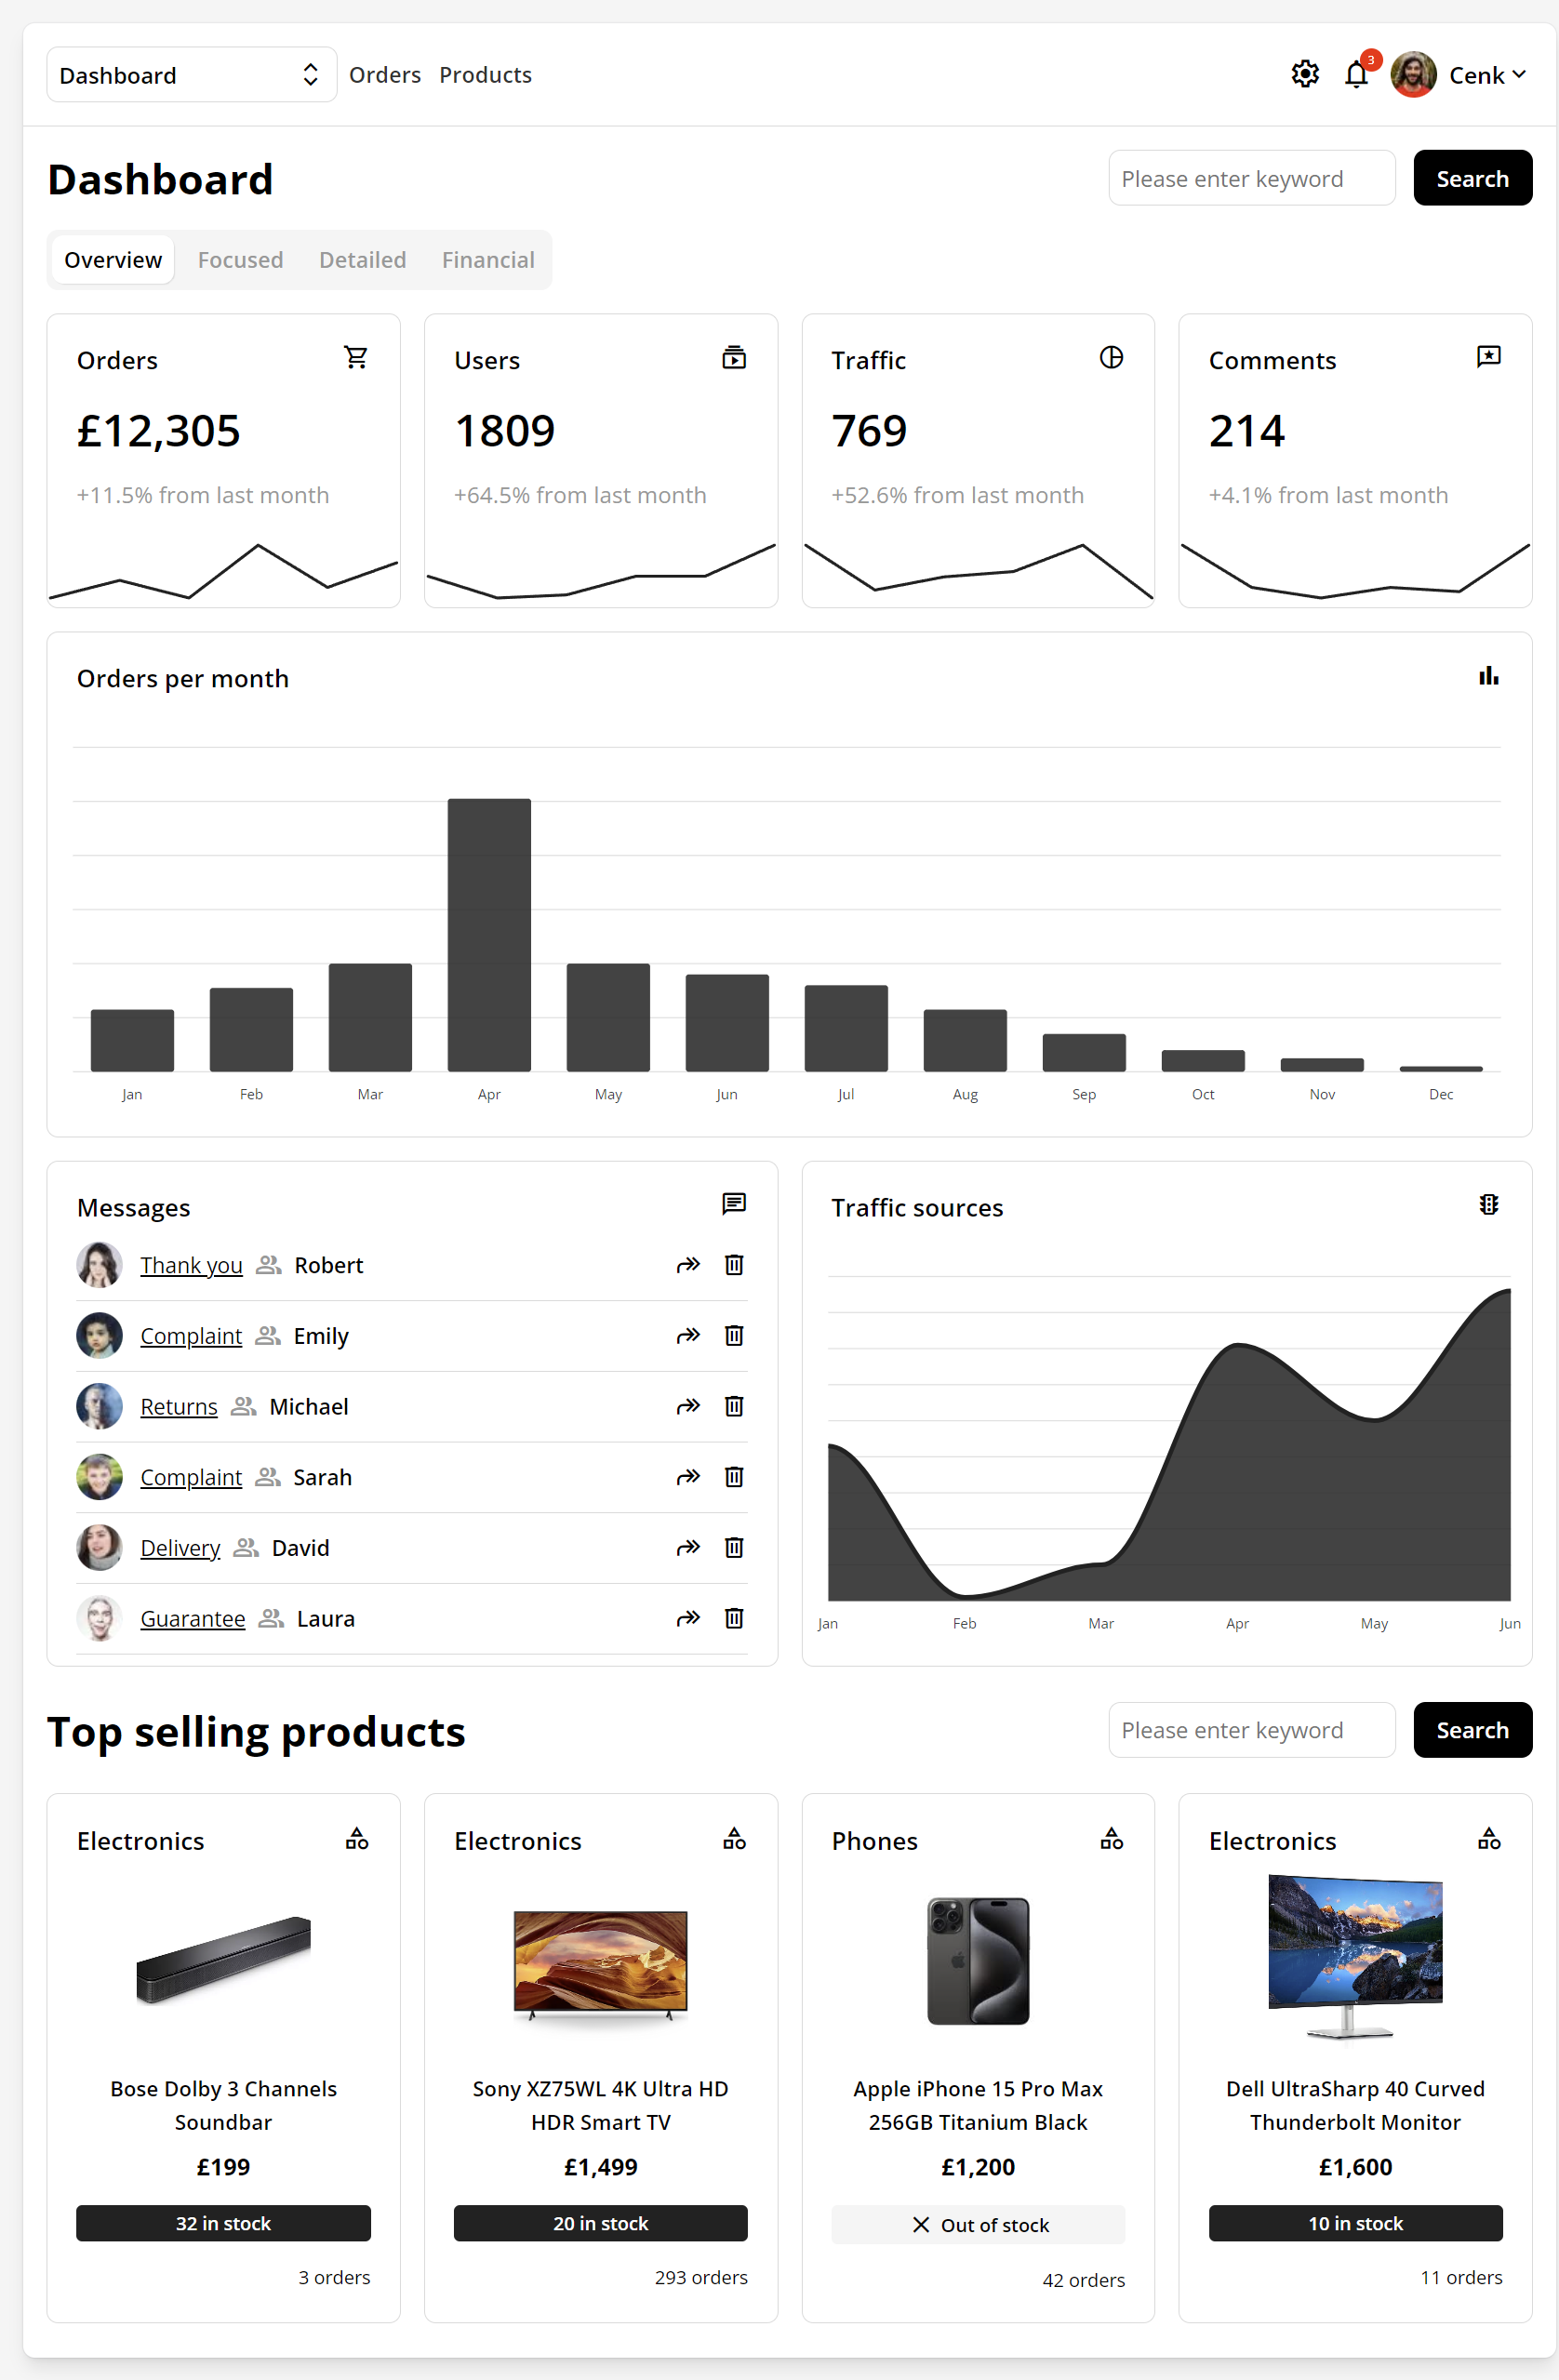 Dashboard Orders Products 3 Cenk
Dashboard Please enter keyword Search
Overview Focused Detailed Financial
Orders
£12,305
+11.5% from last month
Users
1809
+64.5% from last month
Traffic
769
+52.6% from last month
Comments
214
+4.1% from last month
Orders per month
Jan Feb Mar Apr May Jun Jul Aug Sep Oct Nov Dec
Messages
Thank you Robert
Complaint Emily
Returns Michael
Complaint Sarah
Delivery David
Guarantee Laura
Traffic sources
Jan Feb Mar Apr May Jun
Top selling products Please enter keyword Search
Electronics
Bose Dolby 3 Channels
Soundbar
£199
32 in stock
3 orders
Electronics
Sony XZ75WL 4K Ultra HD
HDR Smart TV
£1,499
20 in stock
293 orders
Phones
Apple iPhone 15 Pro Max
256GB Titanium Black
£1,200
Out of stock
42 orders
Electronics
Dell UltraSharp 40 Curved
Thunderbolt Monitor
£1,600
10 in stock
11 orders